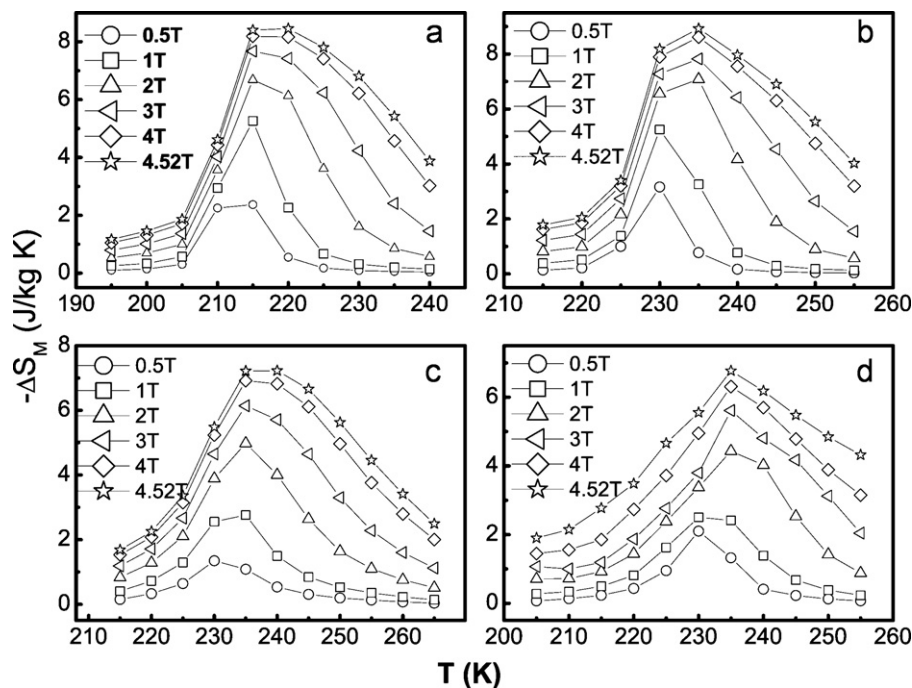 a
0.5T
1T
2T
3T
4T
4.52T
8
6
4
2
0
190 200 210 220 230 240
b
0.5T
1T
2T
3T
4T
4.52T
8
6
4
2
0
210 220 230 240 250 260
-ΔS_M (J/kg K)
c
0.5T
1T
2T
3T
4T
4.52T
8
6
4
2
0
210 220 230 240 250 260
d
0.5T
1T
2T
3T
4T
4.52T
6
4
2
0
200 210 220 230 240 250 260
T (K)